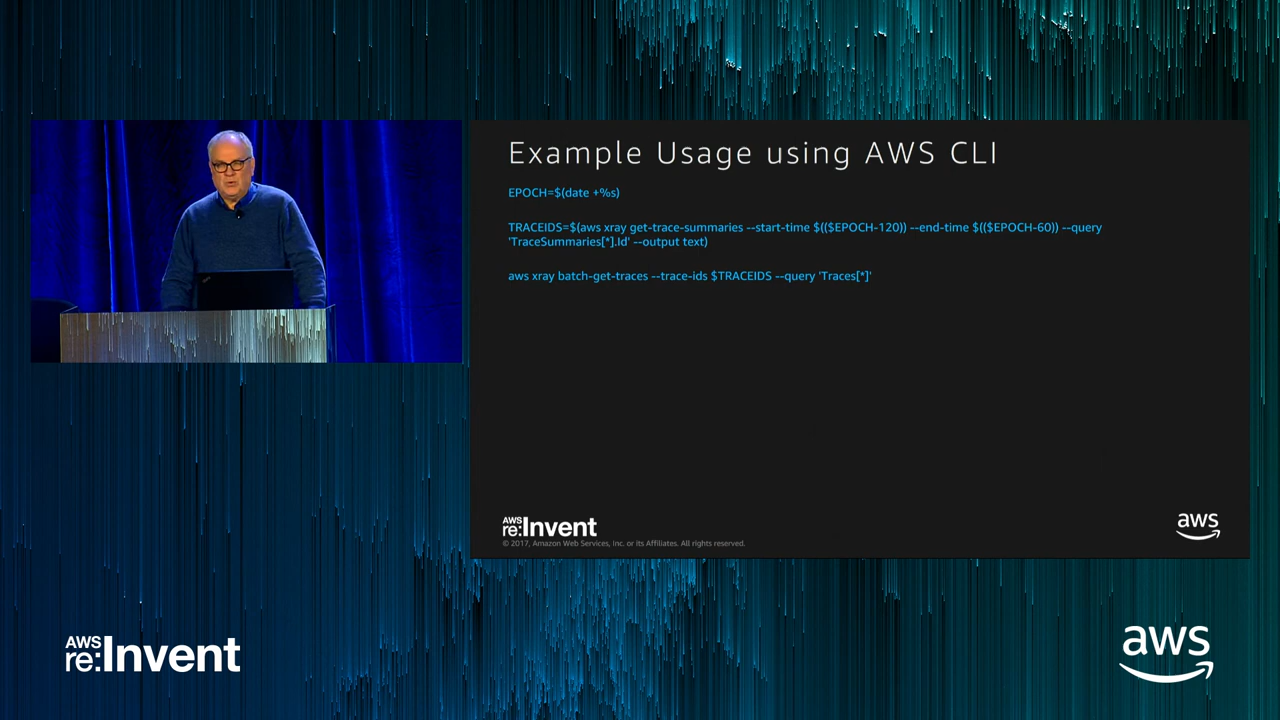 Example Usage using AWS CLI
EPOCH=$(date +%s)
TRACEIDS=$(aws xray get-trace-summaries --start-time $(($EPOCH-120)) --end-time $(($EPOCH-60)) --query
'TraceSummaries[*].Id' --output text)
aws xray batch-get-traces --trace-ids $TRACEIDS --query 'Traces[*]'
AWS
re:Invent
aws
© 2017, Amazon Web Services, Inc. or its Affiliates. All rights reserved.
AWS
re:Invent
aws